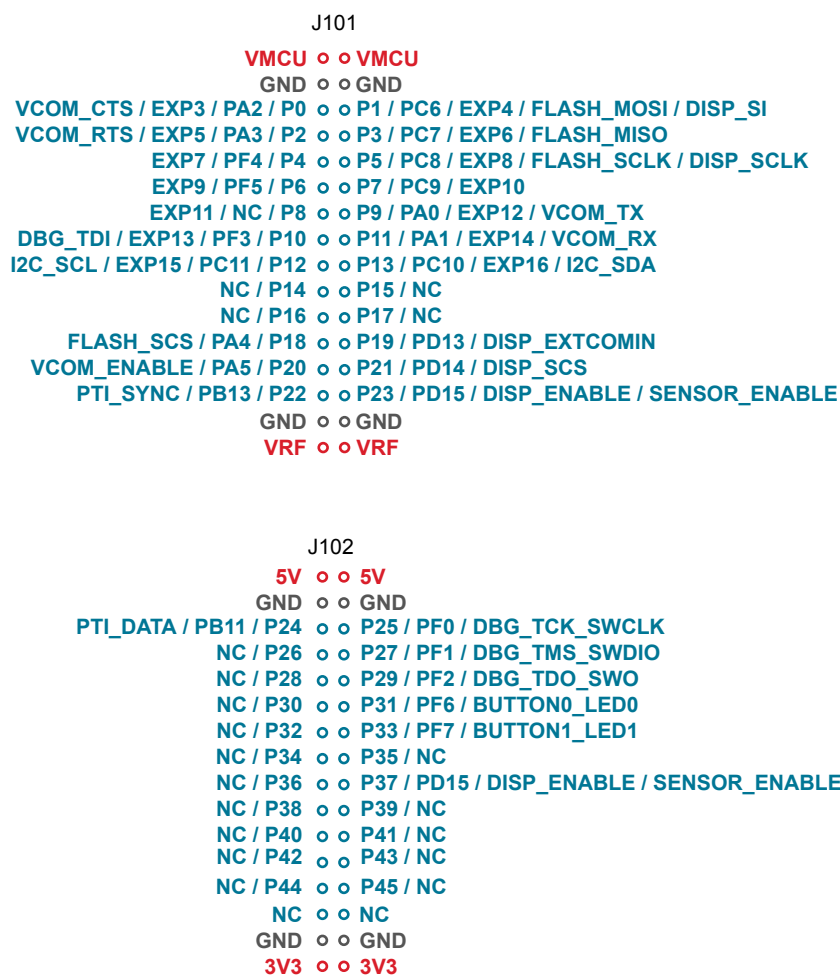 J101
VMCU VMCU
GND GND
VCOM_CTS / EXP3 / PA2 / P0 P1 / PC6 / EXP4 / FLASH_MOSI / DISP_SI
VCOM_RTS / EXP5 / PA3 / P2 P3 / PC7 / EXP6 / FLASH_MISO
EXP7 / PF4 / P4 P5 / PC8 / EXP8 / FLASH_SCLK / DISP_SCLK
EXP9 / PF5 / P6 P7 / PC9 / EXP10
EXP11 / NC / P8 P9 / PA0 / EXP12 / VCOM_TX
DBG_TDI / EXP13 / PF3 / P10 P11 / PA1 / EXP14 / VCOM_RX
I2C_SCL / EXP15 / PC11 / P12 P13 / PC10 / EXP16 / I2C_SDA
NC / P14 P15 / NC
NC / P16 P17 / NC
FLASH_SCS / PA4 / P18 P19 / PD13 / DISP_EXTCOMIN
VCOM_ENABLE / PA5 / P20 P21 / PD14 / DISP_SCS
PTI_SYNC / PB13 / P22 P23 / PD15 / DISP_ENABLE / SENSOR_ENABLE
GND GND
VRF VRF
J102
5V 5V
GND GND
PTI_DATA / PB11 / P24 P25 / PF0 / DBG_TCK_SWCLK
NC / P26 P27 / PF1 / DBG_TMS_SWDIO
NC / P28 P29 / PF2 / DBG_TDO_SWO
NC / P30 P31 / PF6 / BUTTON0_LED0
NC / P32 P33 / PF7 / BUTTON1_LED1
NC / P34 P35 / NC
NC / P36 P37 / PD15 / DISP_ENABLE / SENSOR_ENABLE
NC / P38 P39 / NC
NC / P40 P41 / NC
NC / P42 P43 / NC
NC / P44 P45 / NC
NC NC
GND GND
3V3 3V3